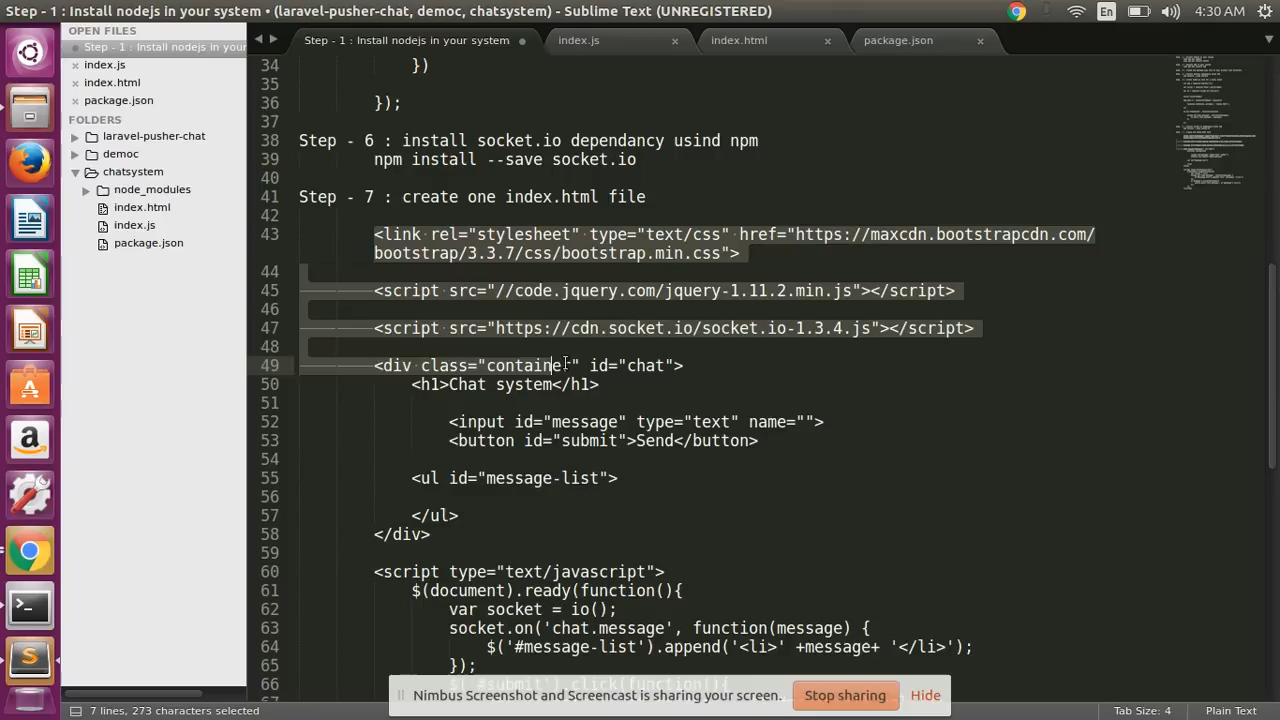 Step - 1 : Install nodejs in your system • (laravel-pusher-chat, democ, chatsystem) - Sublime Text (UNREGISTERED)
En
4:30 AM
OPEN FILES
Step - 1 : Install nodejs in your
index.js
index.html
package.json
FOLDERS
laravel-pusher-chat
democ
chatsystem
node_modules
index.html
index.js
package.json
Step - 1 : Install nodejs in your system
index.js
index.html
package.json
34 })
35
36 });
37
38 Step - 6 : install socket.io dependancy usind npm
39 npm install --save socket.io
40
41 Step - 7 : create one index.html file
42
43 <link rel="stylesheet" type="text/css" href="https://maxcdn.bootstrapcdn.com/
bootstrap/3.3.7/css/bootstrap.min.css">
44
45 <script src="//code.jquery.com/jquery-1.11.2.min.js"></script>
46
47 <script src="https://cdn.socket.io/socket.io-1.3.4.js"></script>
48
49 <div class="container" id="chat">
50 <h1>Chat system</h1>
51
52 <input id="message" type="text" name="">
53 <button id="submit">Send</button>
54
55 <ul id="message-list">
56
57 </ul>
58 </div>
59
60 <script type="text/javascript">
61 $(document).ready(function(){
62 var socket = io();
63 socket.on('chat.message', function(message) {
64 $('#message-list').append('<li>' +message+ '</li>');
65 });
66 $('#submit').click(function(){
Nimbus Screenshot and Screencast is sharing your screen.
Stop sharing
Hide
7 lines, 273 characters selected
Tab Size: 4
Plain Text